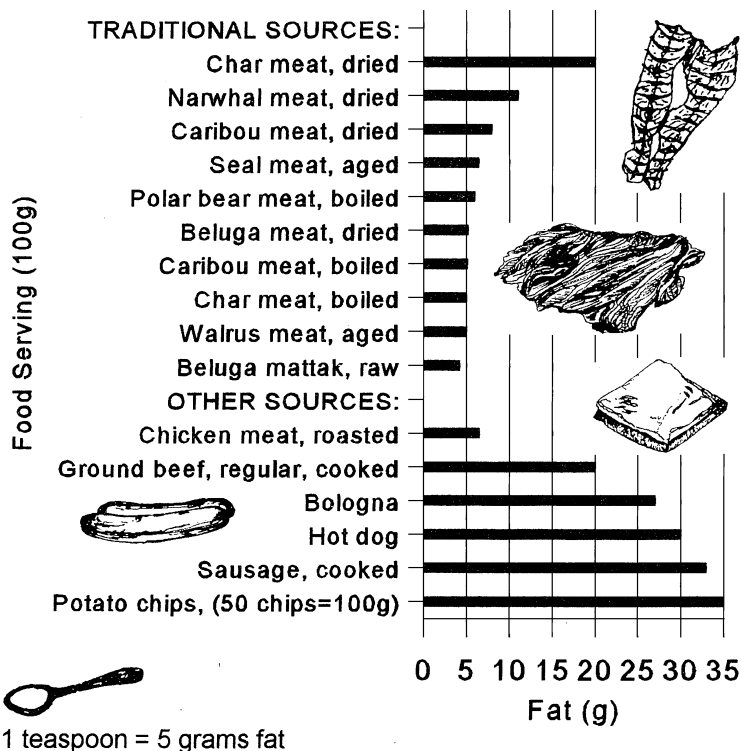 TRADITIONAL SOURCES:
Char meat, dried
Narwhal meat, dried
Caribou meat, dried
Seal meat, aged
Polar bear meat, boiled
Beluga meat, dried
Caribou meat, boiled
Char meat, boiled
Walrus meat, aged
Beluga mattak, raw
OTHER SOURCES:
Chicken meat, roasted
Ground beef, regular, cooked
Bologna
Hot dog
Sausage, cooked
Potato chips, (50 chips=100g)
Food Serving (100g)
0 5 10 15 20 25 30 35
Fat (g)
1 teaspoon = 5 grams fat